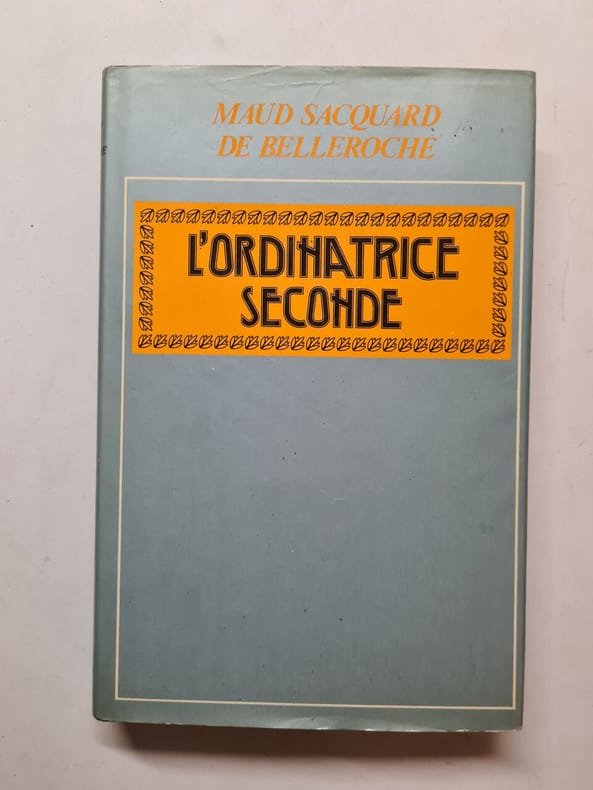 MAUD SACQUARD
DE BELLEROCHE
L'ORDINATRICE
SECONDE